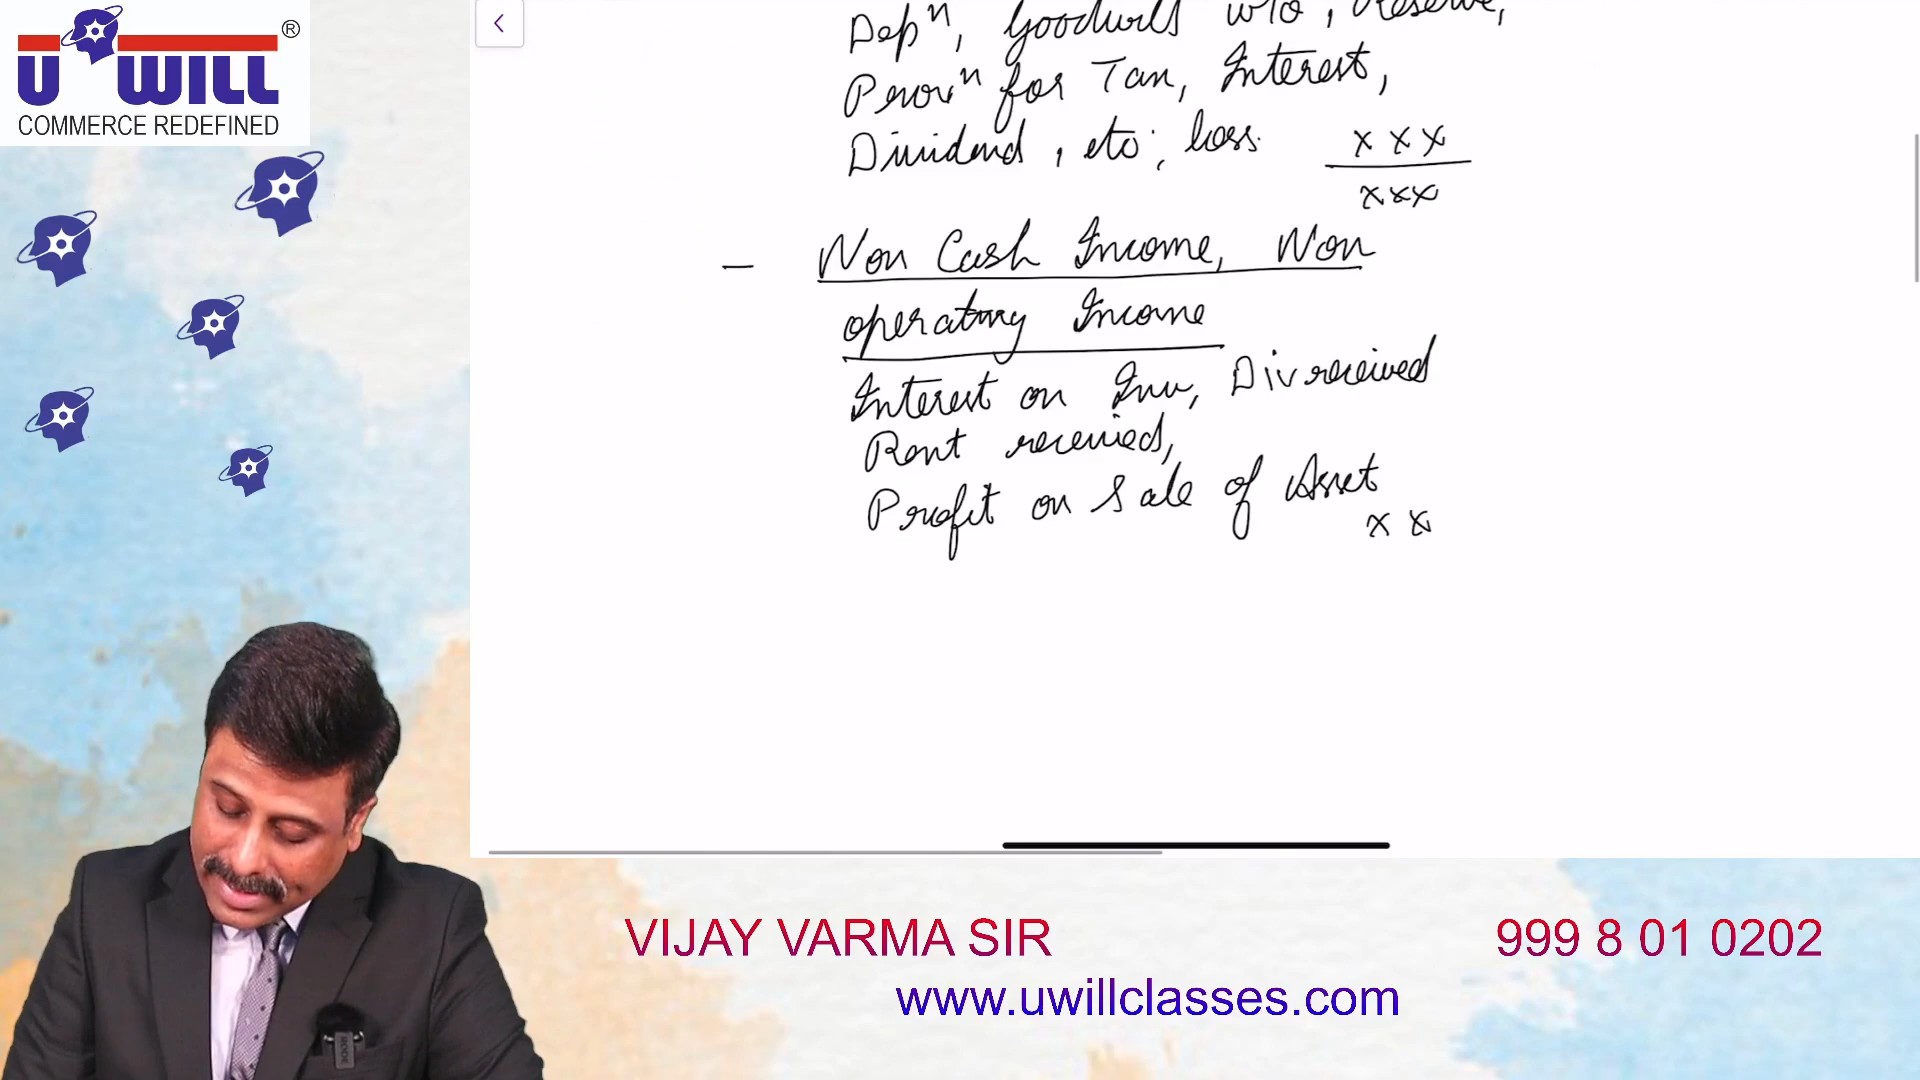 U WILL ®
COMMERCE REDEFINED
Depⁿ, Goodwill w/o, Reserve,
Provⁿ for Tax, Interest,
Dividend, etc, loss. x x x
xxx
— Non Cash Income, Non
operating Income
Interest on Inv, Div received
Rent received,
Profit on Sale of Asset
x x
RODE
VIJAY VARMA SIR 999 8 01 0202
www.uwillclasses.com